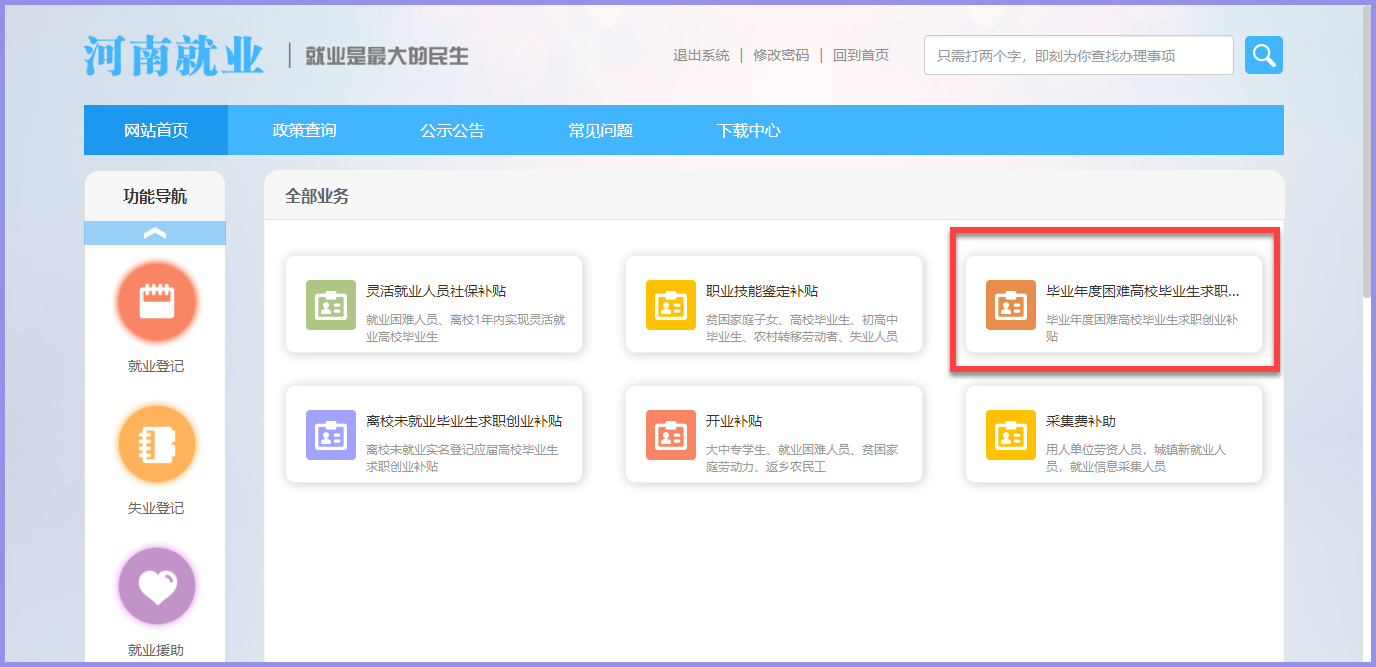 河南就业
就业是最大的民生
退出系统 | 修改密码 | 回到首页
只需打两个字，即刻为你查找办理事项
网站首页 政策查询 公示公告 常见问题 下载中心
功能导航
就业登记
失业登记
就业援助
全部业务
灵活就业人员社保补贴
就业困难人员、离校1年内实现灵活就
业高校毕业生
职业技能鉴定补贴
贫困家庭子女、高校毕业生、初高中
毕业生、农村转移劳动者、失业人员
毕业年度困难高校毕业生求职...
毕业年度困难高校毕业生求职创业补
贴
离校未就业毕业生求职创业补贴
离校未就业实名登记应届高校毕业生
求职创业补贴
开业补贴
大中专学生、就业困难人员、贫困家
庭劳动力、返乡农民工
采集费补助
用人单位劳资人员，城镇新就业人
员，就业信息采集人员